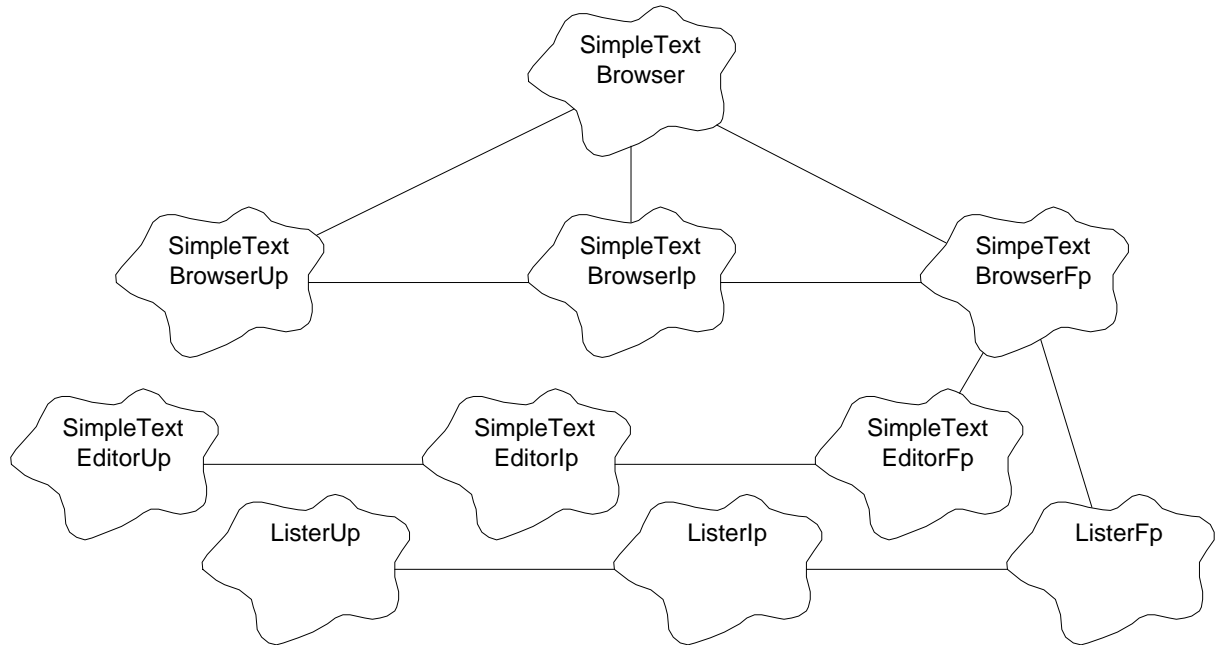 SimpleText
Browser
SimpleText
BrowserUp
SimpleText
BrowserIp
SimpeText
BrowserFp
SimpleText
EditorUp
SimpleText
EditorIp
SimpleText
EditorFp
ListerUp
ListerIp
ListerFp